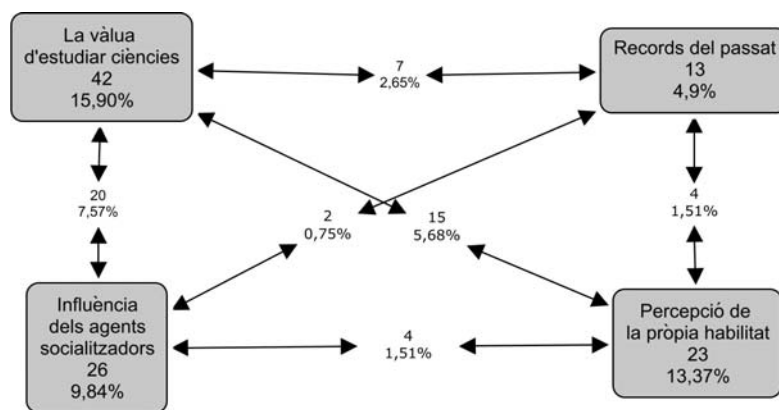 La vàlua
d'estudiar ciències
42
15,90%
7
2,65%
Records del passat
13
4,9%
20
7,57%
2
0,75%
15
5,68%
4
1,51%
Influència
dels agents
socialitzadors
26
9,84%
4
1,51%
Percepció de
la pròpia habilitat
23
13,37%